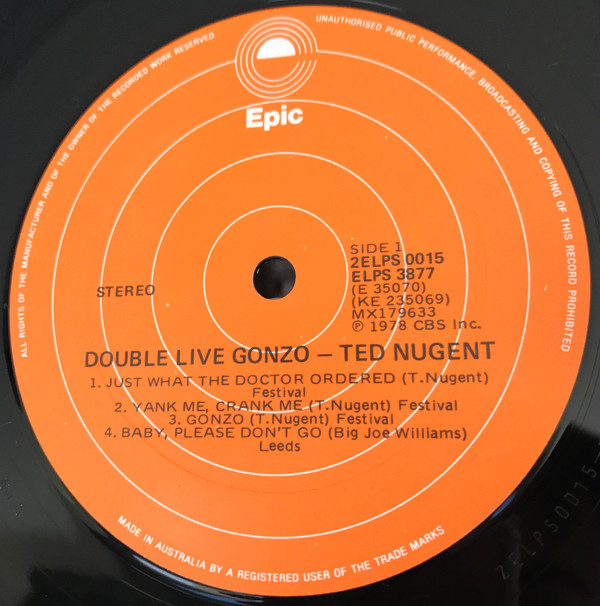 ALL RIGHTS OF THE MANUFACTURER AND OF THE OWNER OF THE RECORDED WORK RESERVED.
UNAUTHORISED PUBLIC PERFORMANCE, BROADCASTING AND COPYING OF THIS RECORD PROHIBITED
Epic
SIDE 1
2ELPS 0015
ELPS 3877
(E 35070)
(KE 235069)
MX179633
℗ 1978 CBS Inc.
STEREO
DOUBLE LIVE GONZO – TED NUGENT
1. JUST WHAT THE DOCTOR ORDERED (T.Nugent)
Festival
2. YANK ME, CRANK ME (T.Nugent) Festival
3. GONZO (T.Nugent) Festival
4. BABY, PLEASE DON'T GO (Big Joe Williams)
Leeds
MADE IN AUSTRALIA BY A REGISTERED USER OF THE TRADE MARKS